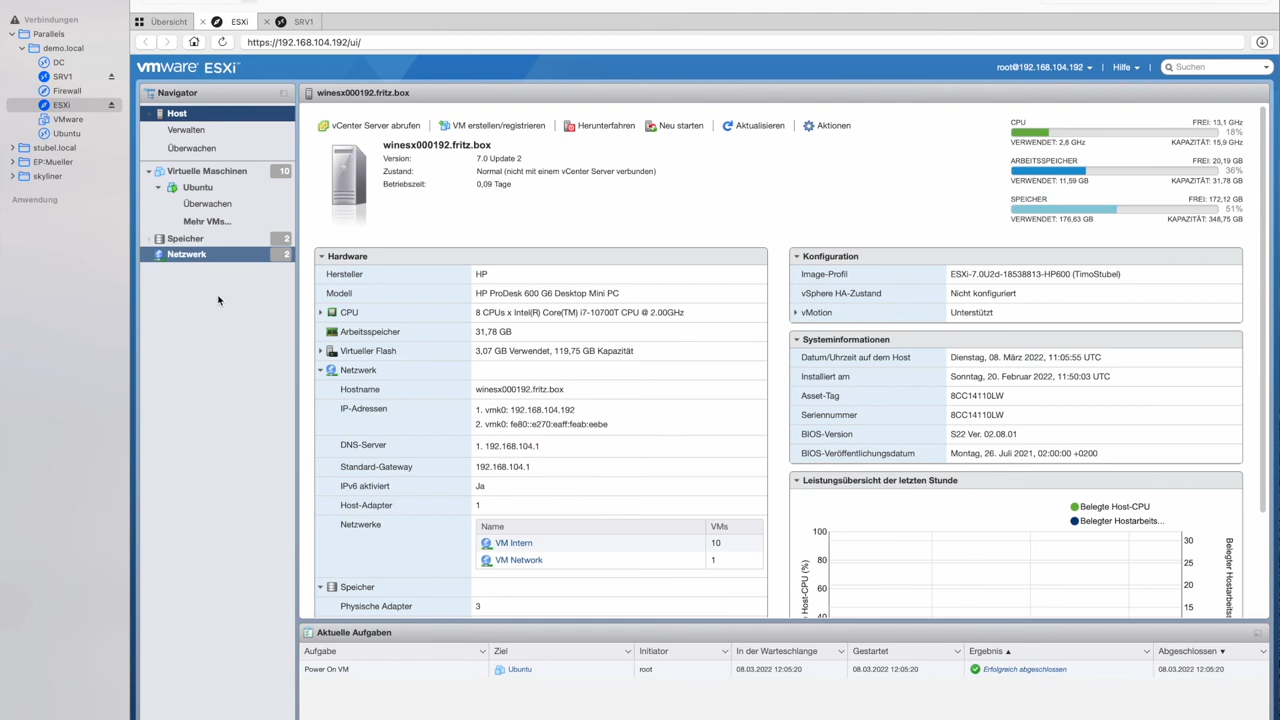 Verbindungen
Parallels
demo.local
DC
SRV1
Firewall
ESXi
VMware
Ubuntu
stubel.local
EP:Mueller
skyliner
Anwendung
Übersicht
ESXi
SRV1
https://192.168.104.192/ui/
vmware ESXi™
root@192.168.104.192
Hilfe
Suchen
Navigator
Host
Verwalten
Überwachen
Virtuelle Maschinen 10
Ubuntu
Überwachen
Mehr VMs...
Speicher 2
Netzwerk 2
winesx000192.fritz.box
vCenter Server abrufen
VM erstellen/registrieren
Herunterfahren
Neu starten
Aktualisieren
Aktionen
winesx000192.fritz.box
Version: 7.0 Update 2
Zustand: Normal (nicht mit einem vCenter Server verbunden)
Betriebszeit: 0,09 Tage
CPU FREI: 13,1 GHz
18%
VERWENDET: 2,8 GHz KAPAZITÄT: 15,9 GHz
ARBEITSSPEICHER FREI: 20,19 GB
36%
VERWENDET: 11,59 GB KAPAZITÄT: 31,78 GB
SPEICHER FREI: 172,12 GB
51%
VERWENDET: 176,63 GB KAPAZITÄT: 348,75 GB
Hardware
Hersteller HP
Modell HP ProDesk 600 G6 Desktop Mini PC
CPU 8 CPUs x Intel(R) Core(TM) i7-10700T CPU @ 2.00GHz
Arbeitsspeicher 31,78 GB
Virtueller Flash 3,07 GB Verwendet, 119,75 GB Kapazität
Netzwerk
Hostname winesx000192.fritz.box
IP-Adressen 1. vmk0: 192.168.104.192
2. vmk0: fe80::e270:eaff:feab:eebe
DNS-Server 1. 192.168.104.1
Standard-Gateway 192.168.104.1
IPv6 aktiviert Ja
Host-Adapter 1
Netzwerke
Name VMs
VM Intern 10
VM Network 1
Speicher
Physische Adapter 3
Konfiguration
Image-Profil ESXi-7.0U2d-18538813-HP600 (TimoStubel)
vSphere HA-Zustand Nicht konfiguriert
vMotion Unterstützt
Systeminformationen
Datum/Uhrzeit auf dem Host Dienstag, 08. März 2022, 11:05:55 UTC
Installiert am Sonntag, 20. Februar 2022, 11:50:03 UTC
Asset-Tag 8CC14110LW
Seriennummer 8CC14110LW
BIOS-Version S22 Ver. 02.08.01
BIOS-Veröffentlichungsdatum Montag, 26. Juli 2021, 02:00:00 +0200
Leistungsübersicht der letzten Stunde
Belegte Host-CPU
Belegter Hostarbeits...
100
80
60
40
Host-CPU (%)
30
25
20
15
Belegter Hostarbeitss
Aktuelle Aufgaben
Aufgabe Ziel Initiator In der Warteschlange Gestartet Ergebnis Abgeschlossen
Power On VM Ubuntu root 08.03.2022 12:05:20 08.03.2022 12:05:20 Erfolgreich abgeschlossen 08.03.2022 12:05:20